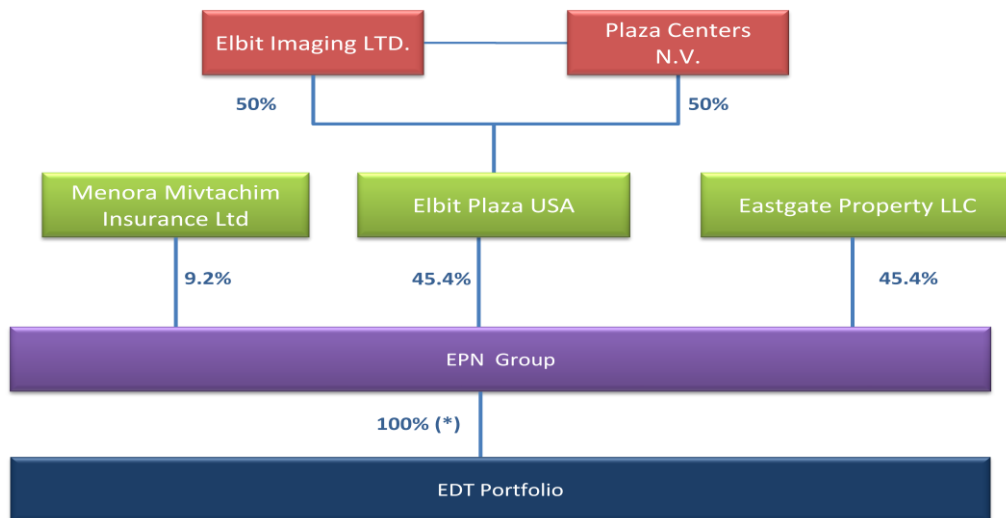 Elbit Imaging LTD.
Plaza Centers
N.V.
50%
50%
Menora Mivtachim
Insurance Ltd
Elbit Plaza USA
Eastgate Property LLC
9.2%
45.4%
45.4%
EPN Group
100% (*)
EDT Portfolio